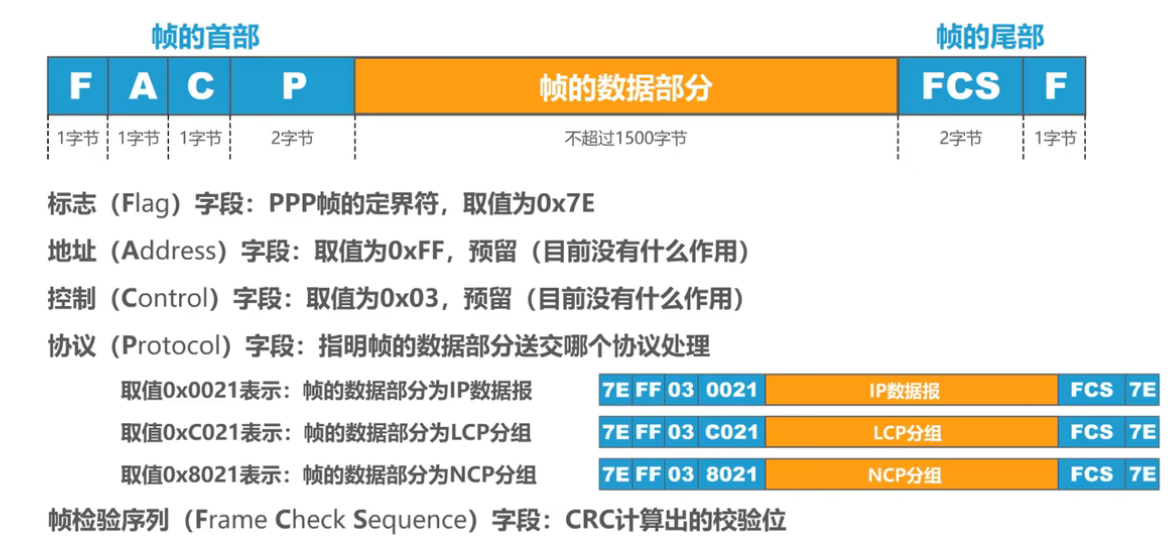 帧的首部 帧的尾部
F A C P 帧的数据部分 FCS F
1字节 1字节 1字节 2字节 不超过1500字节 2字节 1字节
标志（Flag）字段：PPP帧的定界符，取值为0x7E
地址（Address）字段：取值为0xFF，预留（目前没有什么作用）
控制（Control）字段：取值为0x03，预留（目前没有什么作用）
协议（Protocol）字段：指明帧的数据部分送交哪个协议处理
取值0x0021表示：帧的数据部分为IP数据报 7E FF 03 0021 IP数据报 FCS 7E
取值0xC021表示：帧的数据部分为LCP分组 7E FF 03 C021 LCP分组 FCS 7E
取值0x8021表示：帧的数据部分为NCP分组 7E FF 03 8021 NCP分组 FCS 7E
帧检验序列（Frame Check Sequence）字段：CRC计算出的校验位